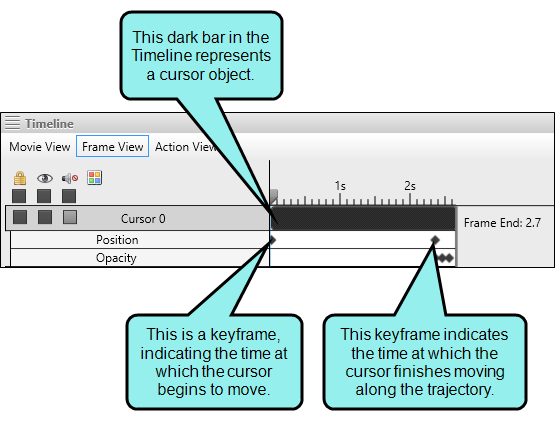 This dark bar in the
Timeline represents
a cursor object.
Timeline
Movie View Frame View Action View
1s 2s
Cursor 0
Frame End: 2.7
Position
Opacity
This is a keyframe,
indicating the time at
which the cursor
begins to move.
This keyframe indicates
the time at which the
cursor finishes moving
along the trajectory.